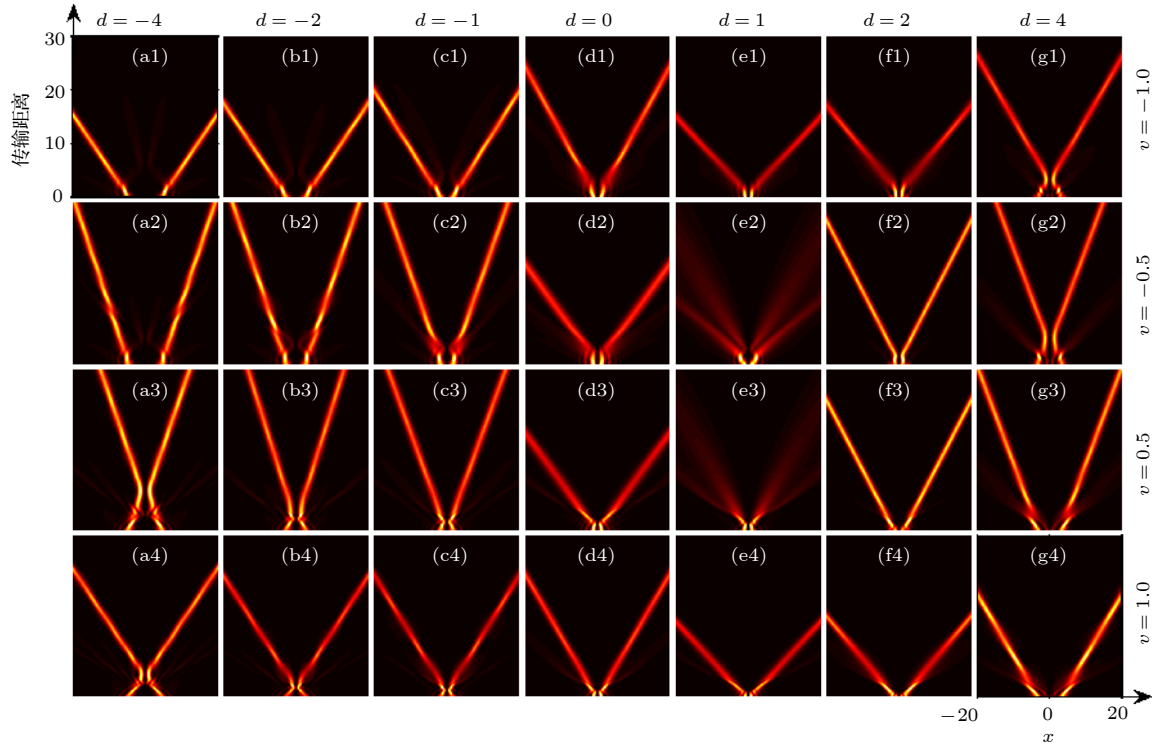 d = −4 d = −2 d = −1 d = 0 d = 1 d = 2 d = 4
30
20
10
0
传输距离
(a1) (b1) (c1) (d1) (e1) (f1) (g1)
v = −1.0
(a2) (b2) (c2) (d2) (e2) (f2) (g2)
v = −0.5
(a3) (b3) (c3) (d3) (e3) (f3) (g3)
v = 0.5
(a4) (b4) (c4) (d4) (e4) (f4) (g4)
v = 1.0
−20 0 20
x